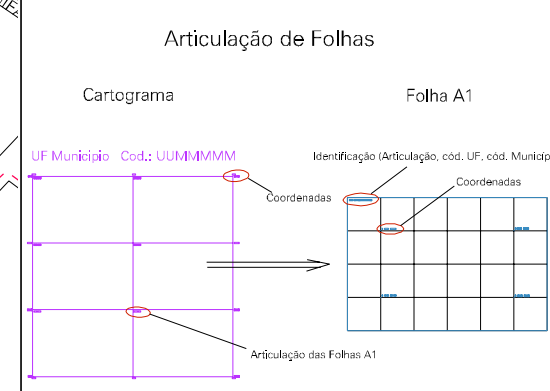 Articulação de Folhas
Cartograma
Folha A1
UF Municipio Cod.: UUMMMMM
Identificação (Articulação, cód. UF, cód. Municíp
Coordenadas
Coordenadas
Articulação das Folhas A1